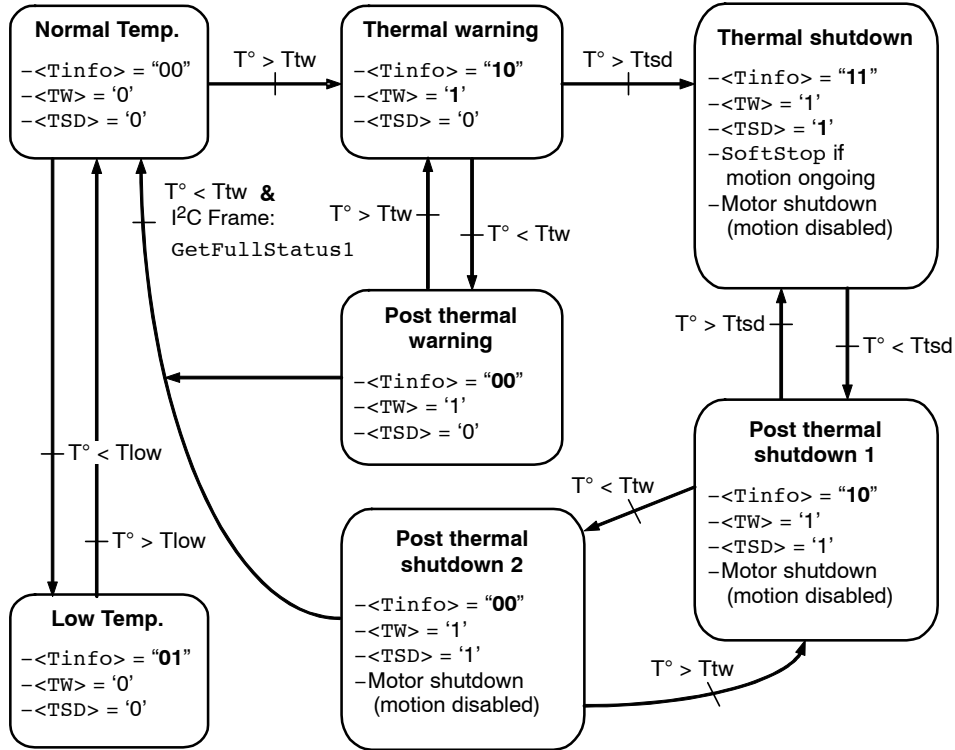 Normal Temp.
–<Tinfo> = “00”
–<TW> = ‘0’
–<TSD> = ‘0’
T° > Ttw
Thermal warning
–<Tinfo> = “10”
–<TW> = ‘1’
–<TSD> = ‘0’
T° > Ttsd
Thermal shutdown
–<Tinfo> = “11”
–<TW> = ‘1’
–<TSD> = ‘1’
–SoftStop if
motion ongoing
–Motor shutdown
(motion disabled)
T° < Ttw &
I²C Frame:
GetFullStatus1
T° > Ttw
T° < Ttw
Post thermal
warning
–<Tinfo> = “00”
–<TW> = ‘1’
–<TSD> = ‘0’
T° > Ttsd
T° < Ttsd
Post thermal
shutdown 1
–<Tinfo> = “10”
–<TW> = ‘1’
–<TSD> = ‘1’
–Motor shutdown
(motion disabled)
T° < Ttw
Post thermal
shutdown 2
–<Tinfo> = “00”
–<TW> = ‘1’
–<TSD> = ‘1’
–Motor shutdown
(motion disabled)
T° > Ttw
T° < Tlow
T° > Tlow
Low Temp.
–<Tinfo> = “01”
–<TW> = ‘0’
–<TSD> = ‘0’